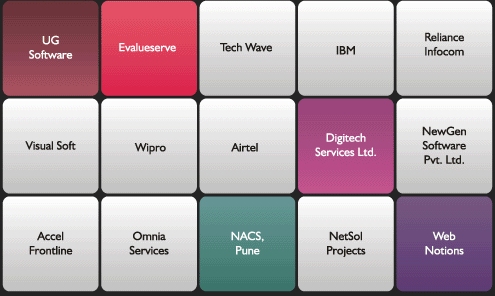 UG
Software
Evalueserve
Tech Wave
IBM
Reliance
Infocom
Visual Soft
Wipro
Airtel
Digitech
Services Ltd.
NewGen
Software
Pvt. Ltd.
Accel
Frontline
Omnia
Services
NACS,
Pune
NetSol
Projects
Web
Notions